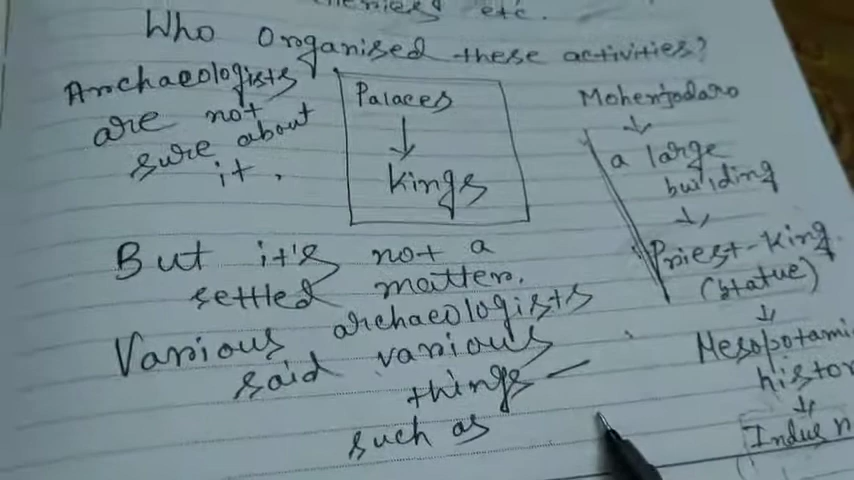 etc.
Who Organised these activities?
Archaeologists
are not
sure about
it.
Palaces
↓
Kings
Mohenjodaro
↓
a large
building
↓
Priest-King
(statue)
↓
Mesopotami
histor
↓
Indus
But it's not a
settled matter.
Various archaeologists
said various
things —
such as